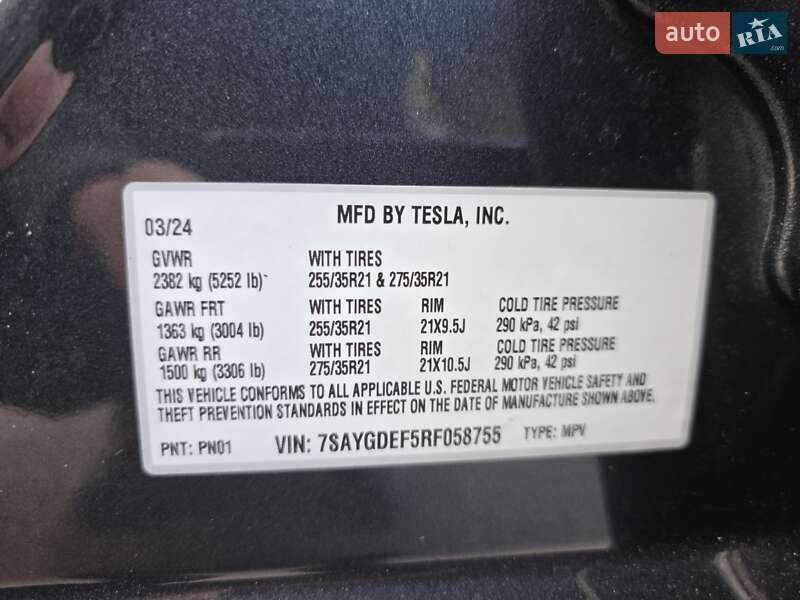 auto RIA .com
MFD BY TESLA, INC.
03/24
GVWR WITH TIRES
2382 kg (5252 lb) 255/35R21 & 275/35R21
GAWR FRT WITH TIRES RIM COLD TIRE PRESSURE
1363 kg (3004 lb) 255/35R21 21X9.5J 290 kPa, 42 psi
GAWR RR WITH TIRES RIM COLD TIRE PRESSURE
1500 kg (3306 lb) 275/35R21 21X10.5J 290 kPa, 42 psi
THIS VEHICLE CONFORMS TO ALL APPLICABLE U.S. FEDERAL MOTOR VEHICLE SAFETY AND
THEFT PREVENTION STANDARDS IN EFFECT ON THE DATE OF MANUFACTURE SHOWN ABOVE.
PNT: PN01 VIN: 7SAYGDEF5RF058755 TYPE: MPV